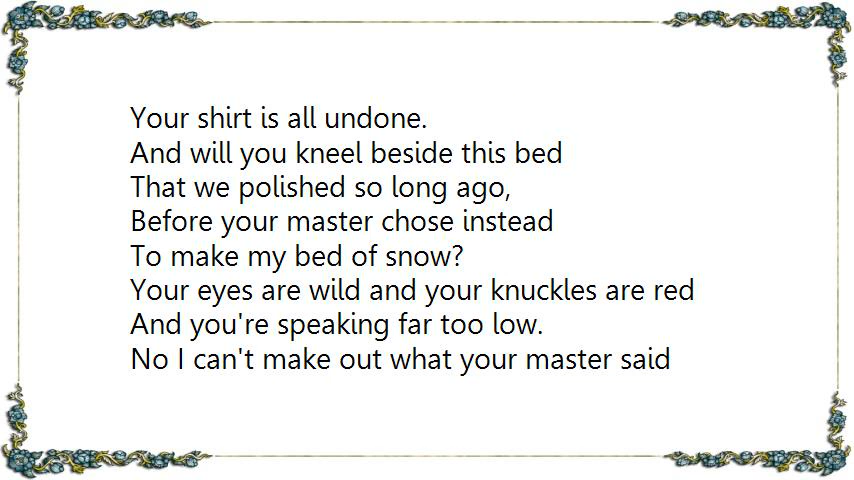 Your shirt is all undone.
And will you kneel beside this bed
That we polished so long ago,
Before your master chose instead
To make my bed of snow?
Your eyes are wild and your knuckles are red
And you're speaking far too low.
No I can't make out what your master said